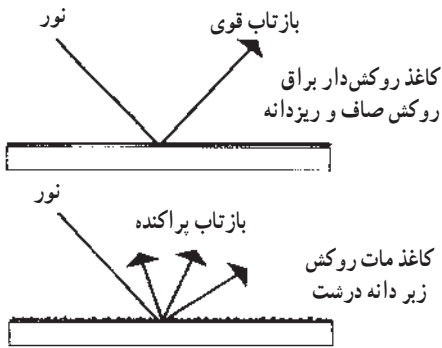 نور
بازتاب قوی
کاغذ روکش‌دار براق
روکش صاف و ریزدانه
نور
بازتاب پراکنده
کاغذ مات روکش
زبر دانه درشت